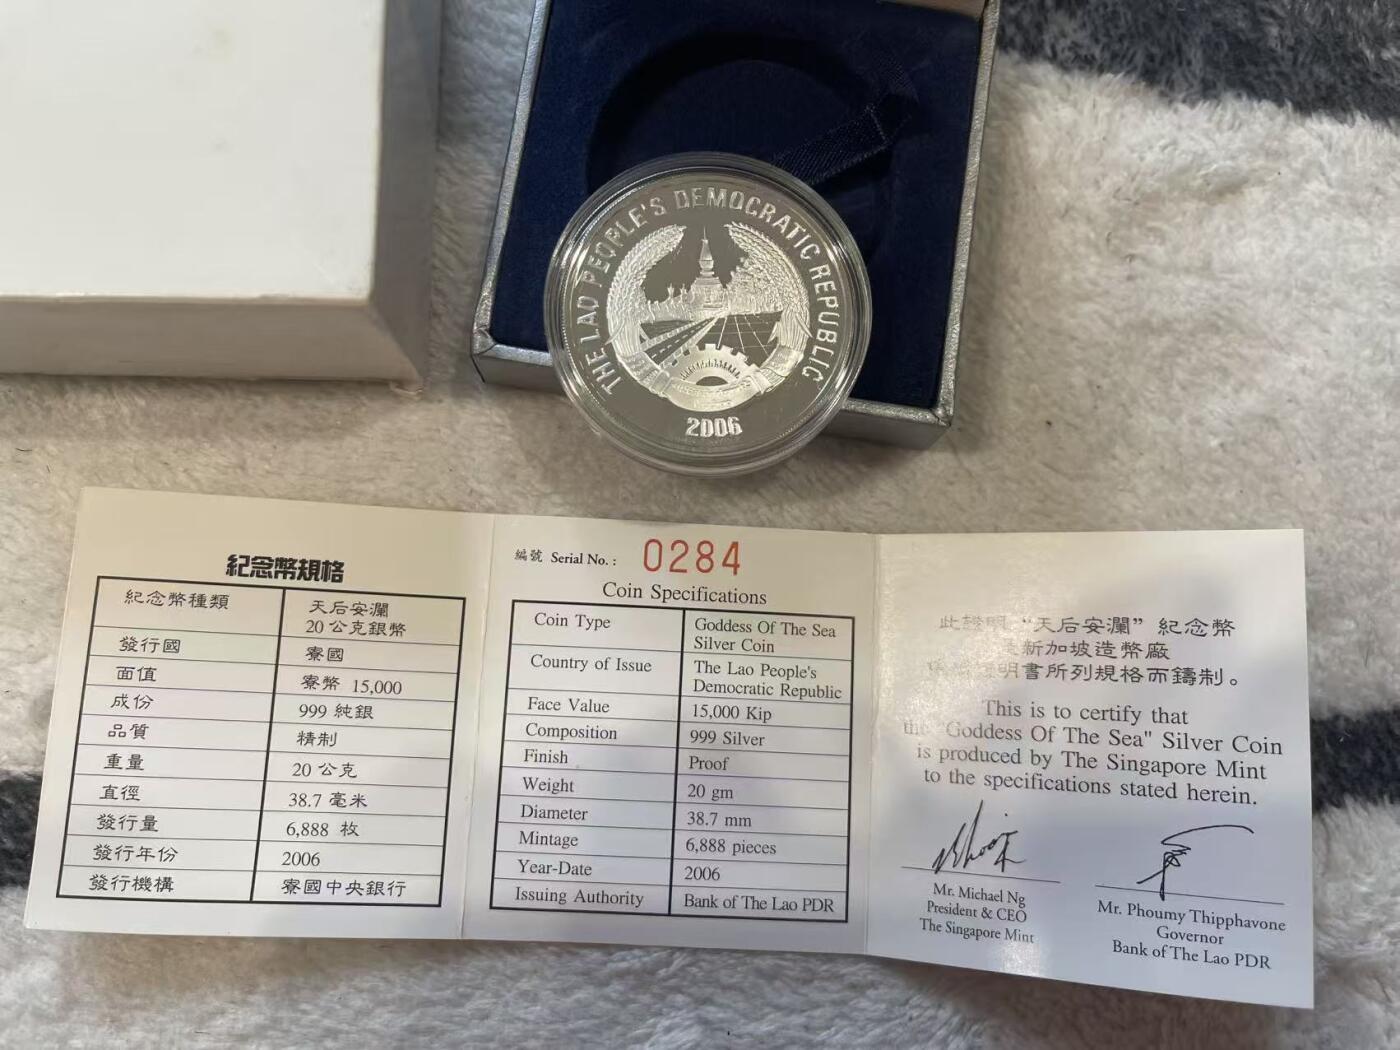 THE LAO PEOPLE'S DEMOCRATIC REPUBLIC
2006
紀念幣規格
紀念幣種類 天后安瀾
20 公克銀幣
發行國 寮國
面值 寮幣 15,000
成份 999 純銀
品質 精制
重量 20 公克
直徑 38.7 毫米
發行量 6,888 枚
發行年份 2006
發行機構 寮國中央銀行
編號 Serial No. : 0284
Coin Specifications
Coin Type Goddess Of The Sea
Silver Coin
Country of Issue The Lao People's
Democratic Republic
Face Value 15,000 Kip
Composition 999 Silver
Finish Proof
Weight 20 gm
Diameter 38.7 mm
Mintage 6,888 pieces
Year-Date 2006
Issuing Authority Bank of The Lao PDR
此證明 "天后安瀾" 紀念幣
新加坡造幣廠
明書所列規格而鑄制。
This is to certify that
the "Goddess Of The Sea" Silver Coin
is produced by The Singapore Mint
to the specifications stated herein.
Mr. Michael Ng
President & CEO
The Singapore Mint
Mr. Phoumy Thipphavone
Governor
Bank of The Lao PDR